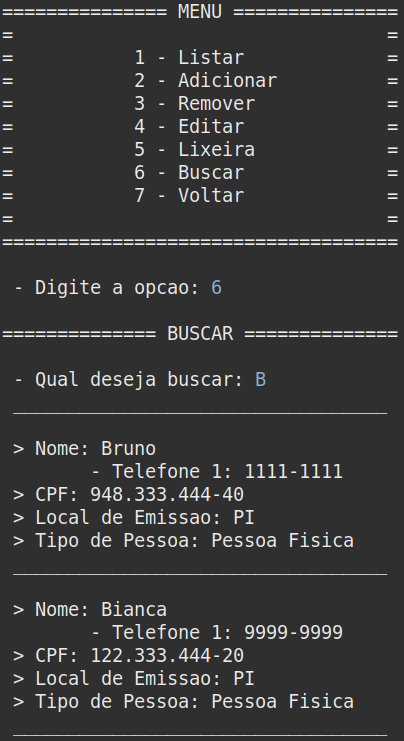 =============== MENU ===============
=                                  =
=           1 - Listar             =
=           2 - Adicionar          =
=           3 - Remover            =
=           4 - Editar             =
=           5 - Lixeira            =
=           6 - Buscar             =
=           7 - Voltar             =
=                                  =
====================================
- Digite a opcao: 6
============== BUSCAR ==============
- Qual deseja buscar: B
__________________________________
> Nome: Bruno
- Telefone 1: 1111-1111
> CPF: 948.333.444-40
> Local de Emissao: PI
> Tipo de Pessoa: Pessoa Fisica
__________________________________
> Nome: Bianca
- Telefone 1: 9999-9999
> CPF: 122.333.444-20
> Local de Emissao: PI
> Tipo de Pessoa: Pessoa Fisica
__________________________________